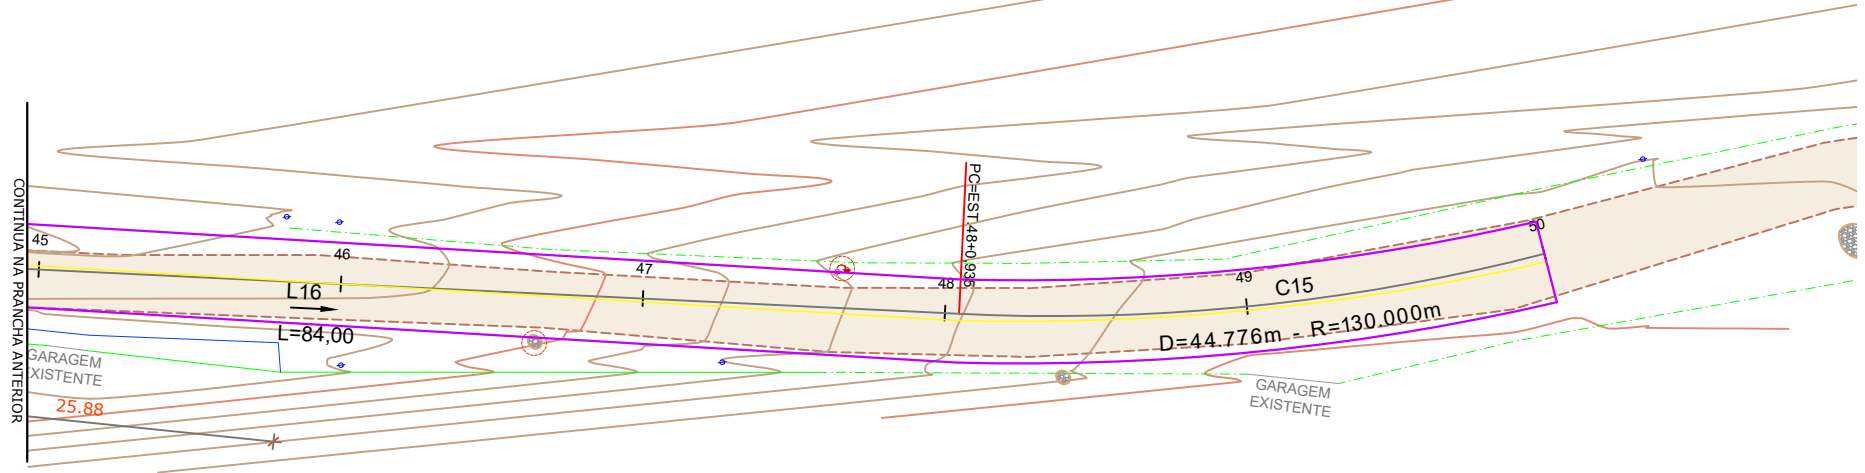 CONTINUA NA PRANCHA ANTERIOR
45
46
47
48
49
50
PC=EST.48+0.936
L16
L=84,00
C15
D=44.776m - R=130.000m
GARAGEM
EXISTENTE
25.88
GARAGEM
EXISTENTE